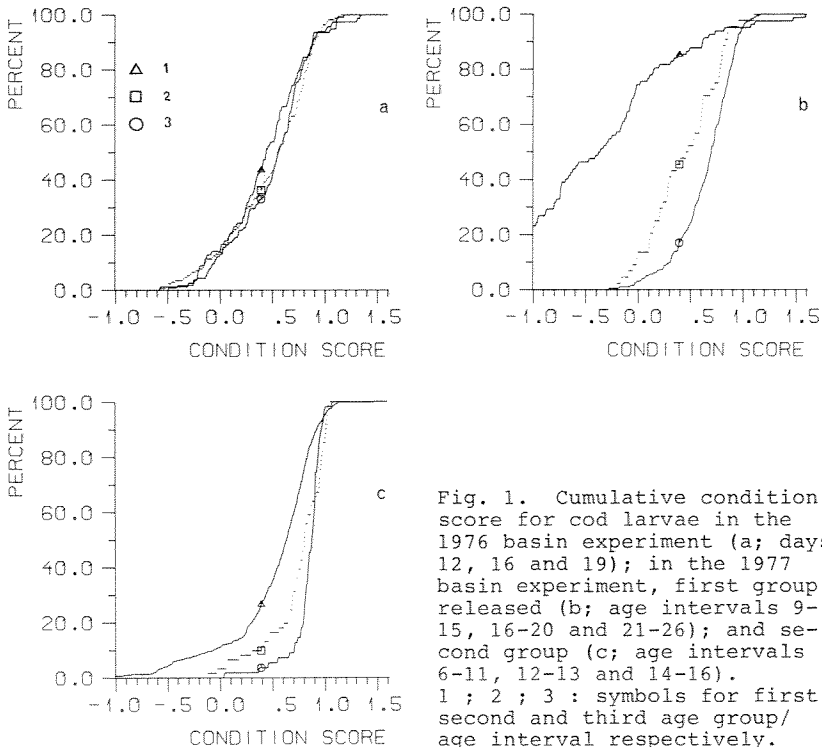 100.0
80.0
60.0
40.0
20.0
0.0
PERCENT
△ 1
□ 2
○ 3
a
-1.0 -.5 0.0 .5 1.0 1.5
CONDITION SCORE
100.0
80.0
60.0
40.0
20.0
0.0
PERCENT
b
-1.0 -.5 0.0 .5 1.0 1.5
CONDITION SCORE
100.0
80.0
60.0
40.0
20.0
0.0
PERCENT
c
-1.0 -.5 0.0 .5 1.0 1.5
CONDITION SCORE
Fig. 1. Cumulative condition
score for cod larvae in the
1976 basin experiment (a; days
12, 16 and 19); in the 1977
basin experiment, first group
released (b; age intervals 9-
15, 16-20 and 21-26); and se-
cond group (c; age intervals
6-11, 12-13 and 14-16).
1 ; 2 ; 3 : symbols for first
second and third age group/
age interval respectively.